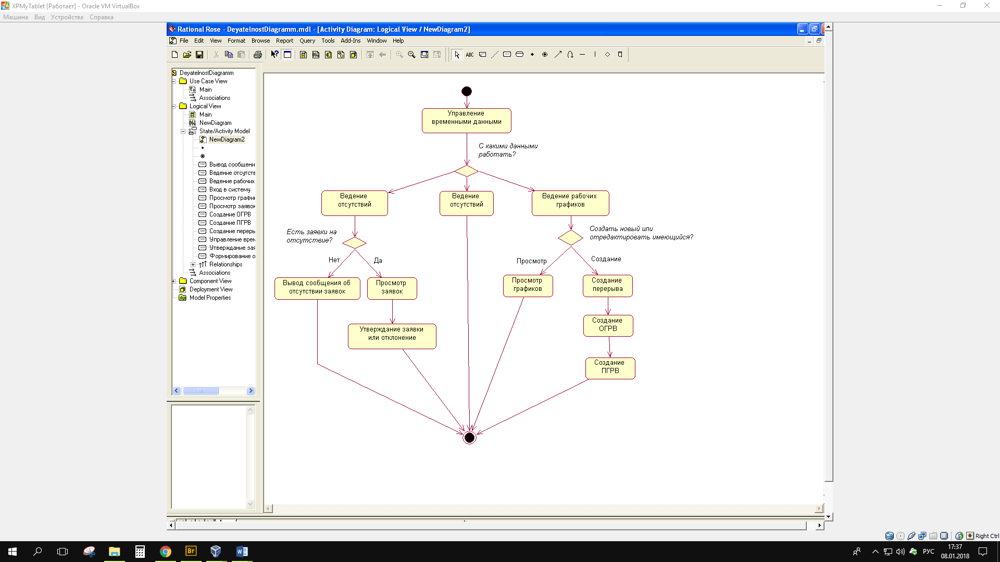 XPMyTablet [Работает] - Oracle VM VirtualBox
Машина Вид Устройства Справка
Rational Rose - DeyatelnostDiagramm.mdl - [Activity Diagram: Logical View / NewDiagram2]
File Edit View Format Browse Report Query Tools Add-Ins Window Help
ABC
DeyatelnostDiagramm
Use Case View
Main
Associations
Logical View
Main
NewDiagram
State/Activity Model
NewDiagram2
Вывод сообщени
Ведение отсутств
Ведение рабочих
Вход в систему
Просмотр график
Просмотр заявок
Создание ОГРВ
Создание ПГРВ
Создание переры
Управление врем
Утверждание зая
Формирование о
Relationships
Associations
Component View
Deployment View
Model Properties
Управление
временными данными
С какими данными
работать?
Ведение
отсутствий
Ведение
отсутствий
Ведение рабочих
графиков
Есть заявки на
отсутствие?
Создать новый или
отредактировать имеющийся?
Нет
Да
Просмотр
Создание
Вывод сообщения об
отсутствии заявок
Просмотр
заявок
Просмотр
графиков
Создание
перерыва
Утверждание заявки
или отклонение
Создание
ОГРВ
Создание
ПГРВ
Right Ctrl
Br
РУС
17:37
08.01.2018